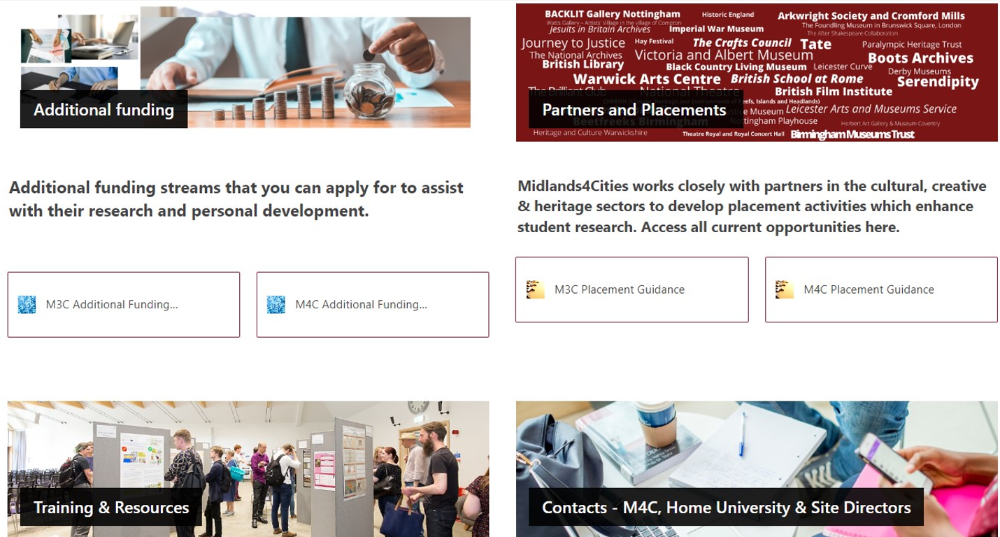 BACKLIT Gallery Nottingham
Historic England
Arkwright Society and Cromford Mills
Watts Gallery – Artists' Village in the village of Compton
The Foundling Museum in Brunswick Square, London
Jesuits in Britain Archives
Imperial War Museum
The After Shakespeare Collaboration
Journey to Justice
Hay Festival
The Crafts Council
Tate
Paralympic Heritage Trust
The National Archives
Victoria and Albert Museum
Boots Archives
British Library
Black Country Living Museum
Leicester Curve
Derby Museums
Warwick Arts Centre
British School at Rome
Serendipity
The Brilliant Club
National Theatre
British Film Institute
Reefs, Islands and Headlands)
Museum
Leicester Arts and Museums Service
Beetfreeks Birmingham
Nottingham Playhouse
Herbert Art Gallery & Museum Coventry
Heritage and Culture Warwickshire
Theatre Royal and Royal Concert Hall
Birmingham Museums Trust
Additional funding
Partners and Placements
Additional funding streams that you can apply for to assist
with their research and personal development.
Midlands4Cities works closely with partners in the cultural, creative
& heritage sectors to develop placement activities which enhance
student research. Access all current opportunities here.
M3C Additional Funding...
M4C Additional Funding...
M3C Placement Guidance
M4C Placement Guidance
Training & Resources
Contacts - M4C, Home University & Site Directors